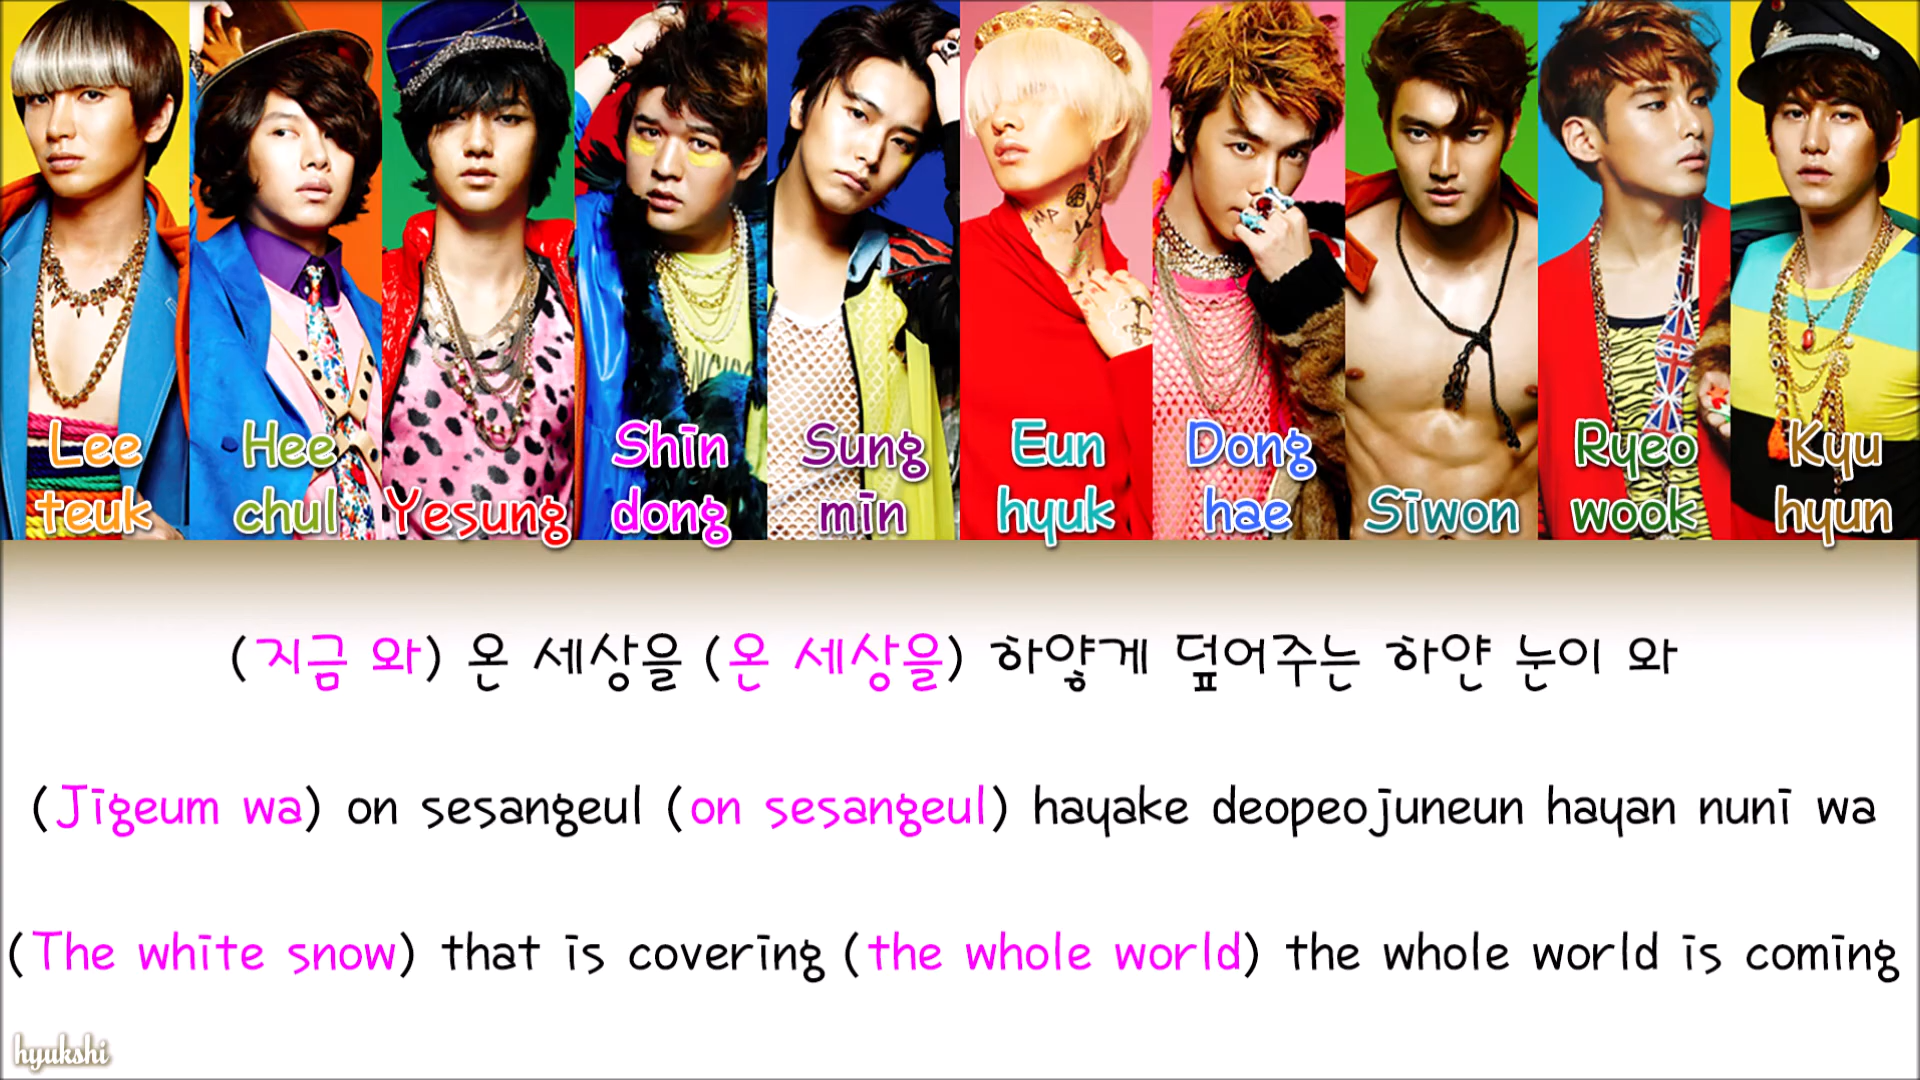 Lee
teuk
Hee
chul
Yesung
Shin
dong
Sung
min
Eun
hyuk
Dong
hae
Siwon
Ryeo
wook
Kyu
hyun
(지금 와) 온 세상을 (온 세상을) 하얗게 덮어주는 하얀 눈이 와
(Jigeum wa) on sesangeul (on sesangeul) hayake deopeojuneun hayan nuni wa
(The white snow) that is covering (the whole world) the whole world is coming
hyukshi